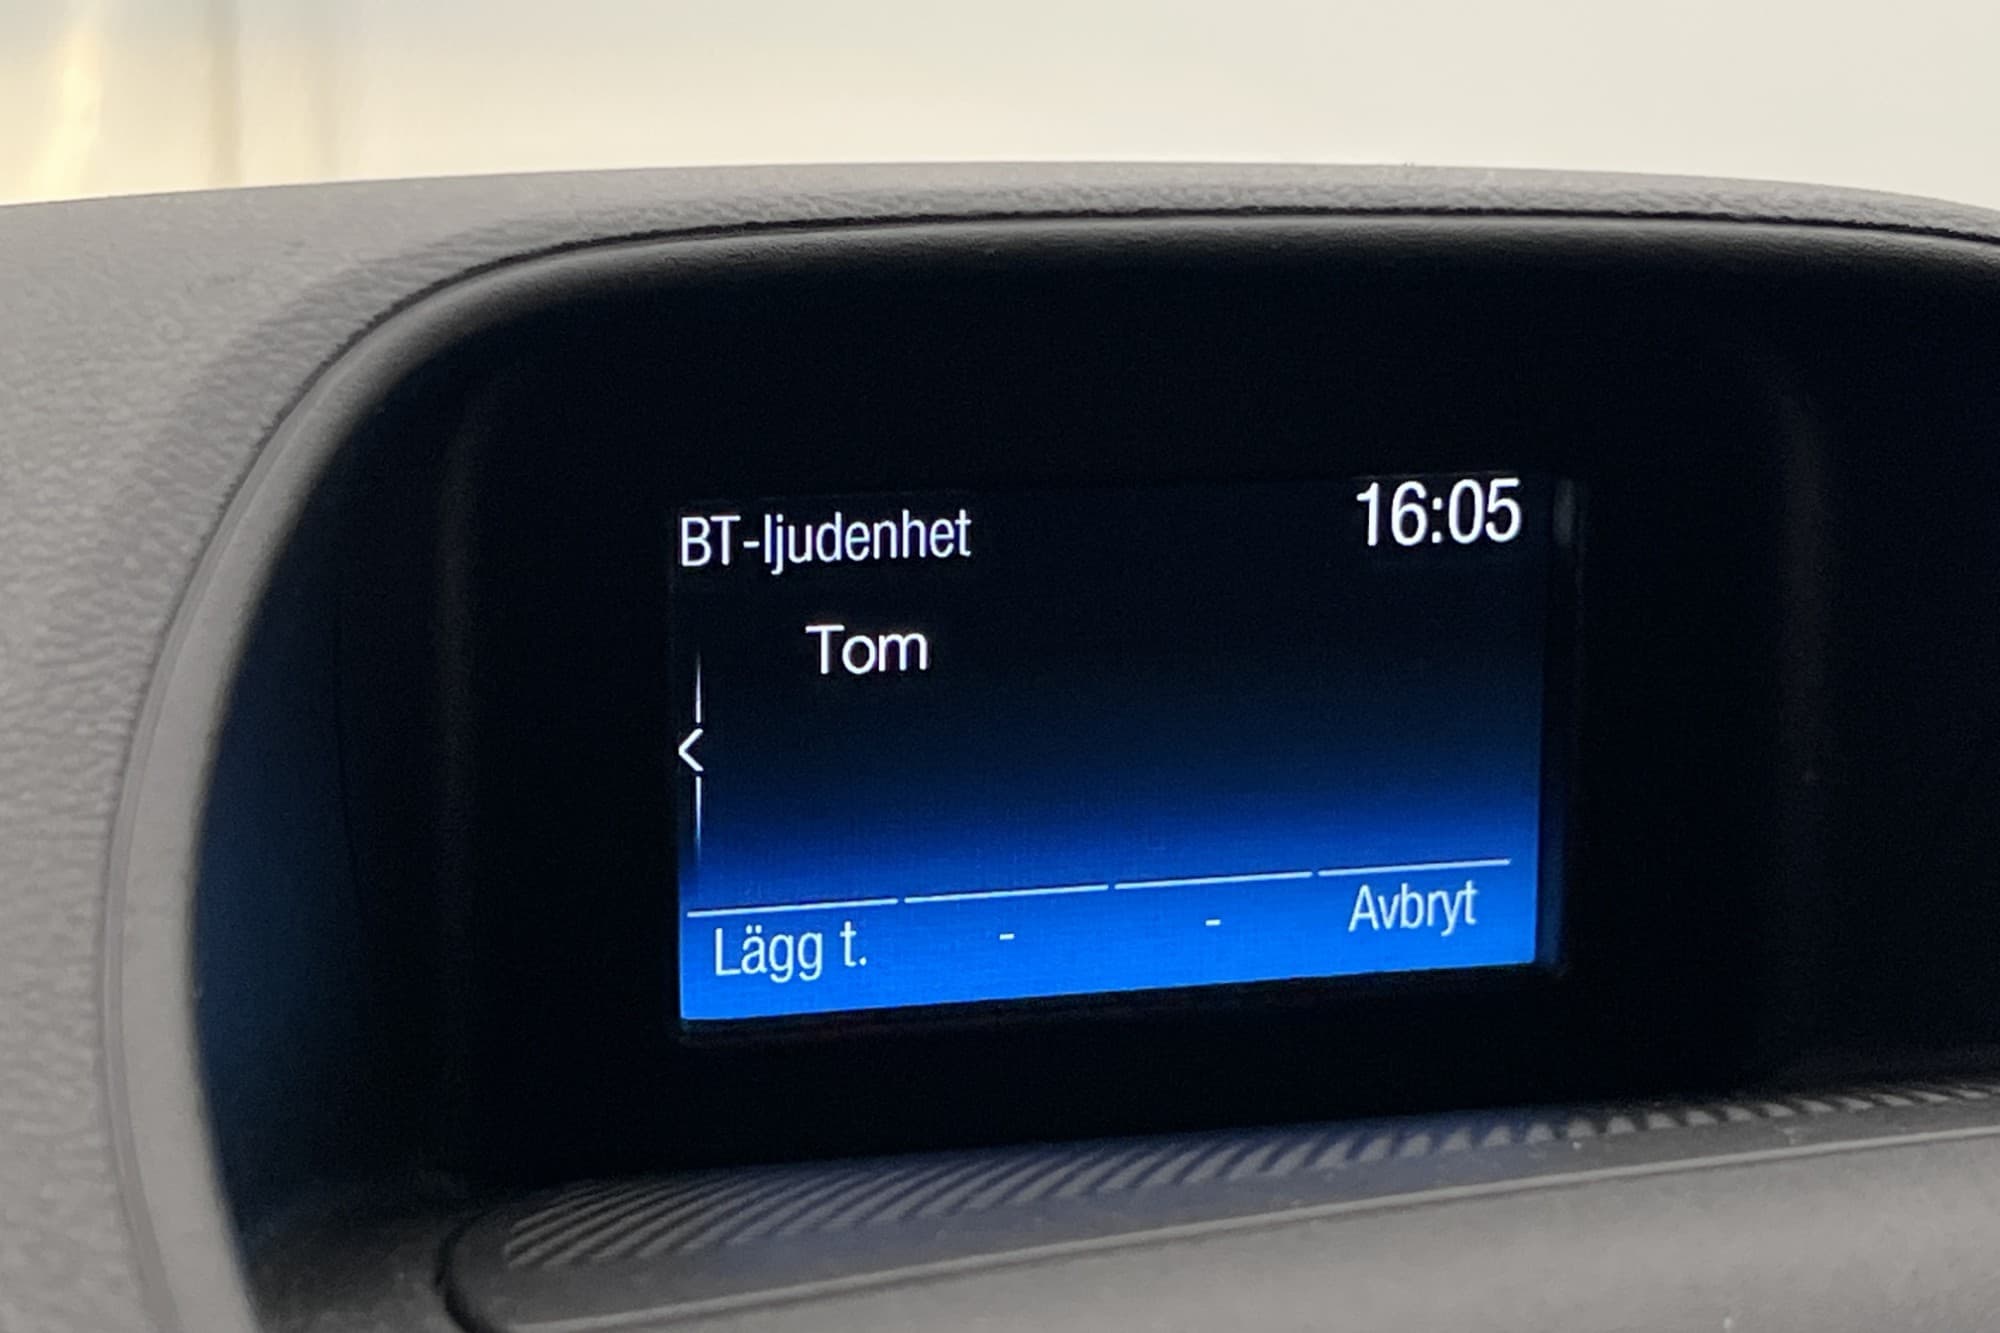 BT-ljudenhet 16:05
Tom
<
Lägg t. - - Avbryt